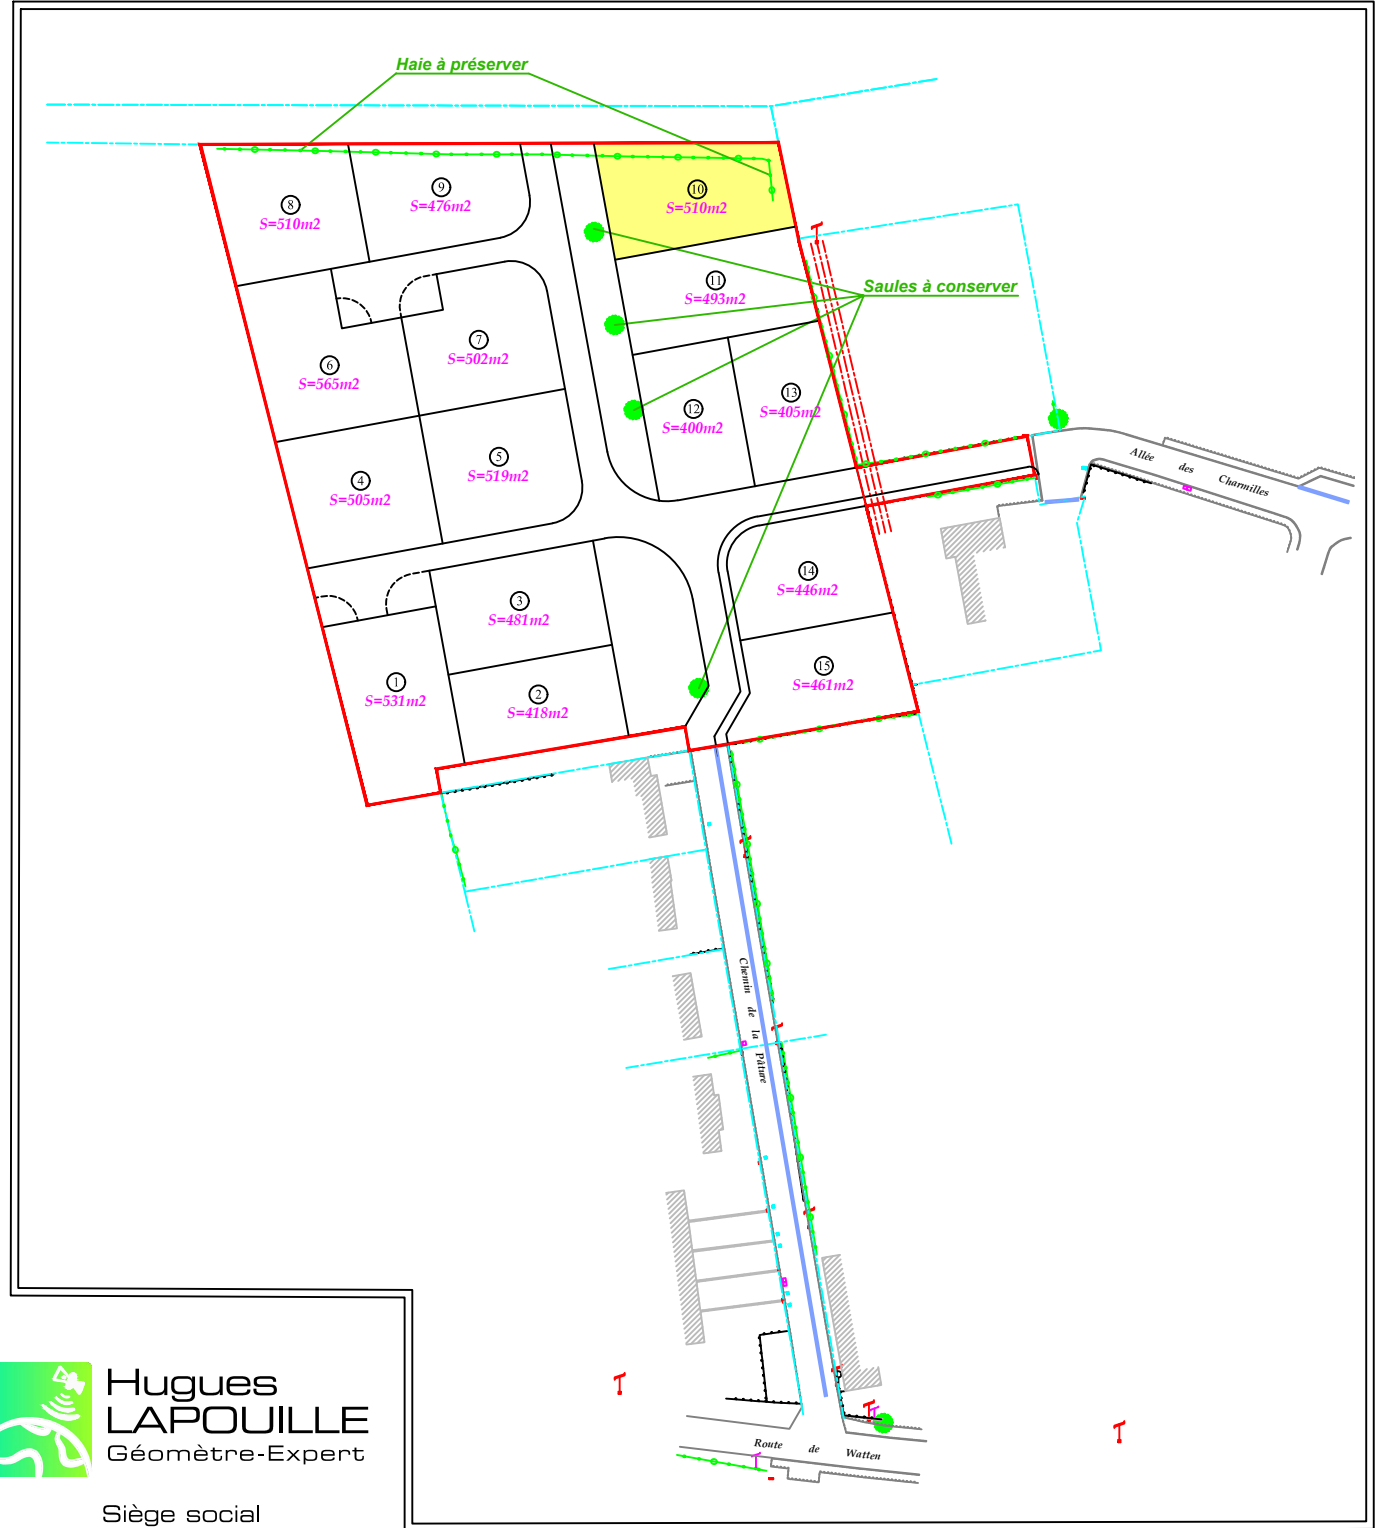 Haie à préserver
8
S=510m2
9
S=476m2
10
S=510m2
11
S=493m2
Saules à conserver
7
S=502m2
6
S=565m2
13
S=405m2
12
S=400m2
5
S=519m2
4
S=505m2
Allée des Charmilles
14
S=446m2
3
S=481m2
15
S=461m2
1
S=531m2
2
S=418m2
Chemin de la Pâture
Route de Watten
Hugues
LAPOUILLE
Géomètre-Expert
Siège social